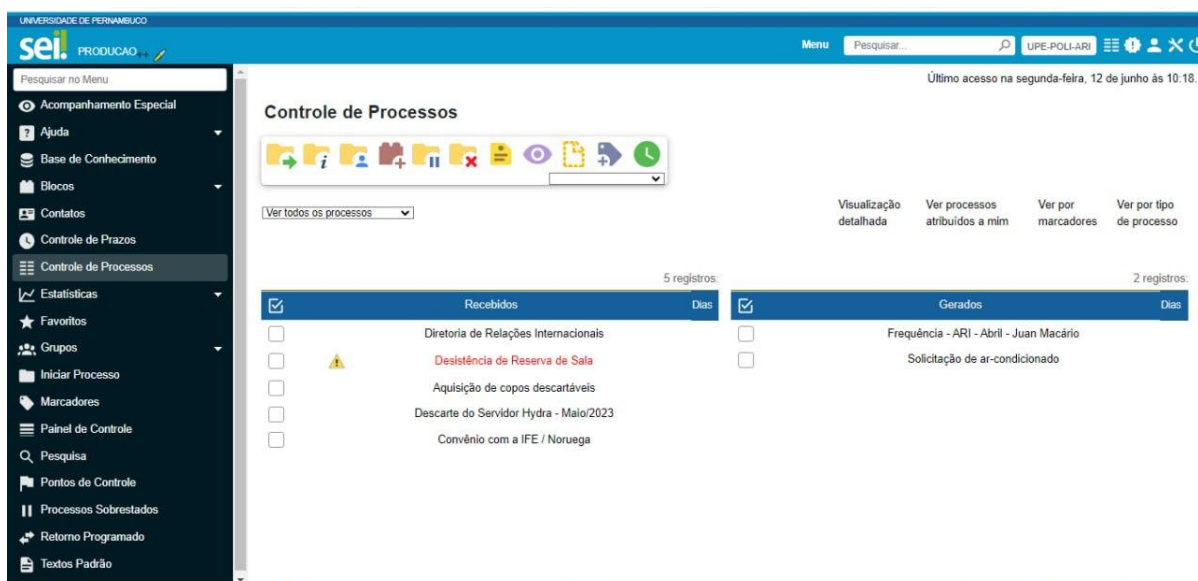 UNIVERSIDADE DE PERNAMBUCO
sei! PRODUCAO
Menu
Pesquisar...
UPE-POLI-ARI
Pesquisar no Menu
Acompanhamento Especial
Ajuda
Base de Conhecimento
Blocos
Contatos
Controle de Prazos
Controle de Processos
Estatísticas
Favoritos
Grupos
Iniciar Processo
Marcadores
Painel de Controle
Pesquisa
Pontos de Controle
Processos Sobrestados
Retorno Programado
Textos Padrão
Último acesso na segunda-feira, 12 de junho às 10:18.
Controle de Processos
Ver todos os processos
Visualização detalhada
Ver processos atribuídos a mim
Ver por marcadores
Ver por tipo de processo
5 registros:
Recebidos Dias
Diretoria de Relações Internacionais
Desistência de Reserva de Sala
Aquisição de copos descartáveis
Descarte do Servidor Hydra - Maio/2023
Convênio com a IFE / Noruega
2 registros:
Gerados Dias
Frequência - ARI - Abril - Juan Macário
Solicitação de ar-condicionado